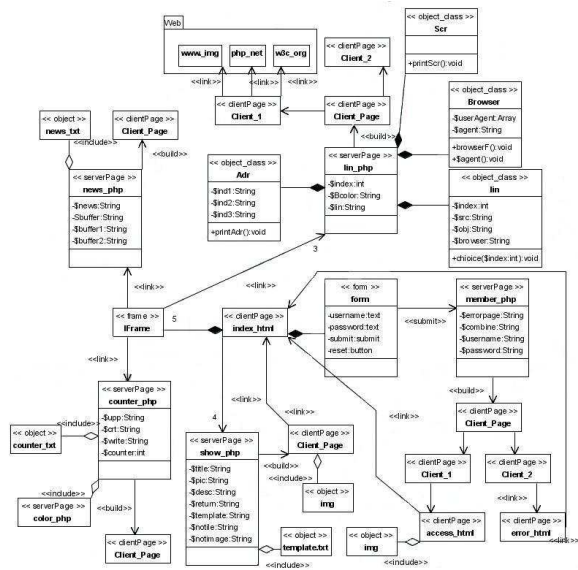 Web
www_img
php_net
w3c_org
<<link>>
<<link>>
<<link>>
<< clientPage >>
Client_1
<< clientPage >>
Client_2
<< clientPage >>
Client_Page
<<build>>
<< object_class >>
Scr
+printScr():void
<< object_class >>
Browser
-$userAgent:Array
-$agent:String
+browserF():void
+$agent():void
<< object >>
news_txt
<<include>>
<< clientPage >>
Client_Page
<<build>>
<< serverPage >>
news_php
-$news:String
-$buffer:String
-$buffer1:String
-$buffer2:String
<< Object_class >>
Adr
-$ind1:String
-$ind2:String
-$ind3:String
+printAdr():void
<< serverPage >>
lin_php
-$index:int
-$Bcolor:String
-$lin:String
<< object_class >>
lin
-$index:int
-$src:String
-$obj:String
-$browser:String
+chioice($index:int):void
3
<<link>>
<<link>>
<< frame >>
IFrame
5
<< clientPage >>
index_html
<< form >>
form
-username:text
-password:text
-submit:submit
-reset:button
<<submit>>
<< serverPage >>
member_php
-$errorpage:String
-$combine:String
-$username:String
-$password:String
<<link>>
<<build>>
<< serverPage >>
counter_php
-$upp:String
-$crt:String
-$write:String
-$counter:int
<< object >>
counter_txt
<<include>>
<<include>>
<< serverPage >>
color_php
<<build>>
<< clientPage >>
Client_Page
4
<<link>>
<<link>>
<< serverPage >>
show_php
-$title:String
-$pic:String
-$desc:String
-$return:String
-$template:String
-$notile:String
-$notimage:String
<< clientPage >>
Client_Page
<<build>>
<<include>>
<< object >>
img
<< object >>
template.txt
<<include>>
<<link>>
<< clientPage >>
Client_Page
<< clientPage >>
Client_1
<< clientPage >>
Client_2
<<link>>
<<link>>
<< object >>
img
<<include>>
<< clientPage >>
access_html
<< clientPage >>
error_html
<<link>>